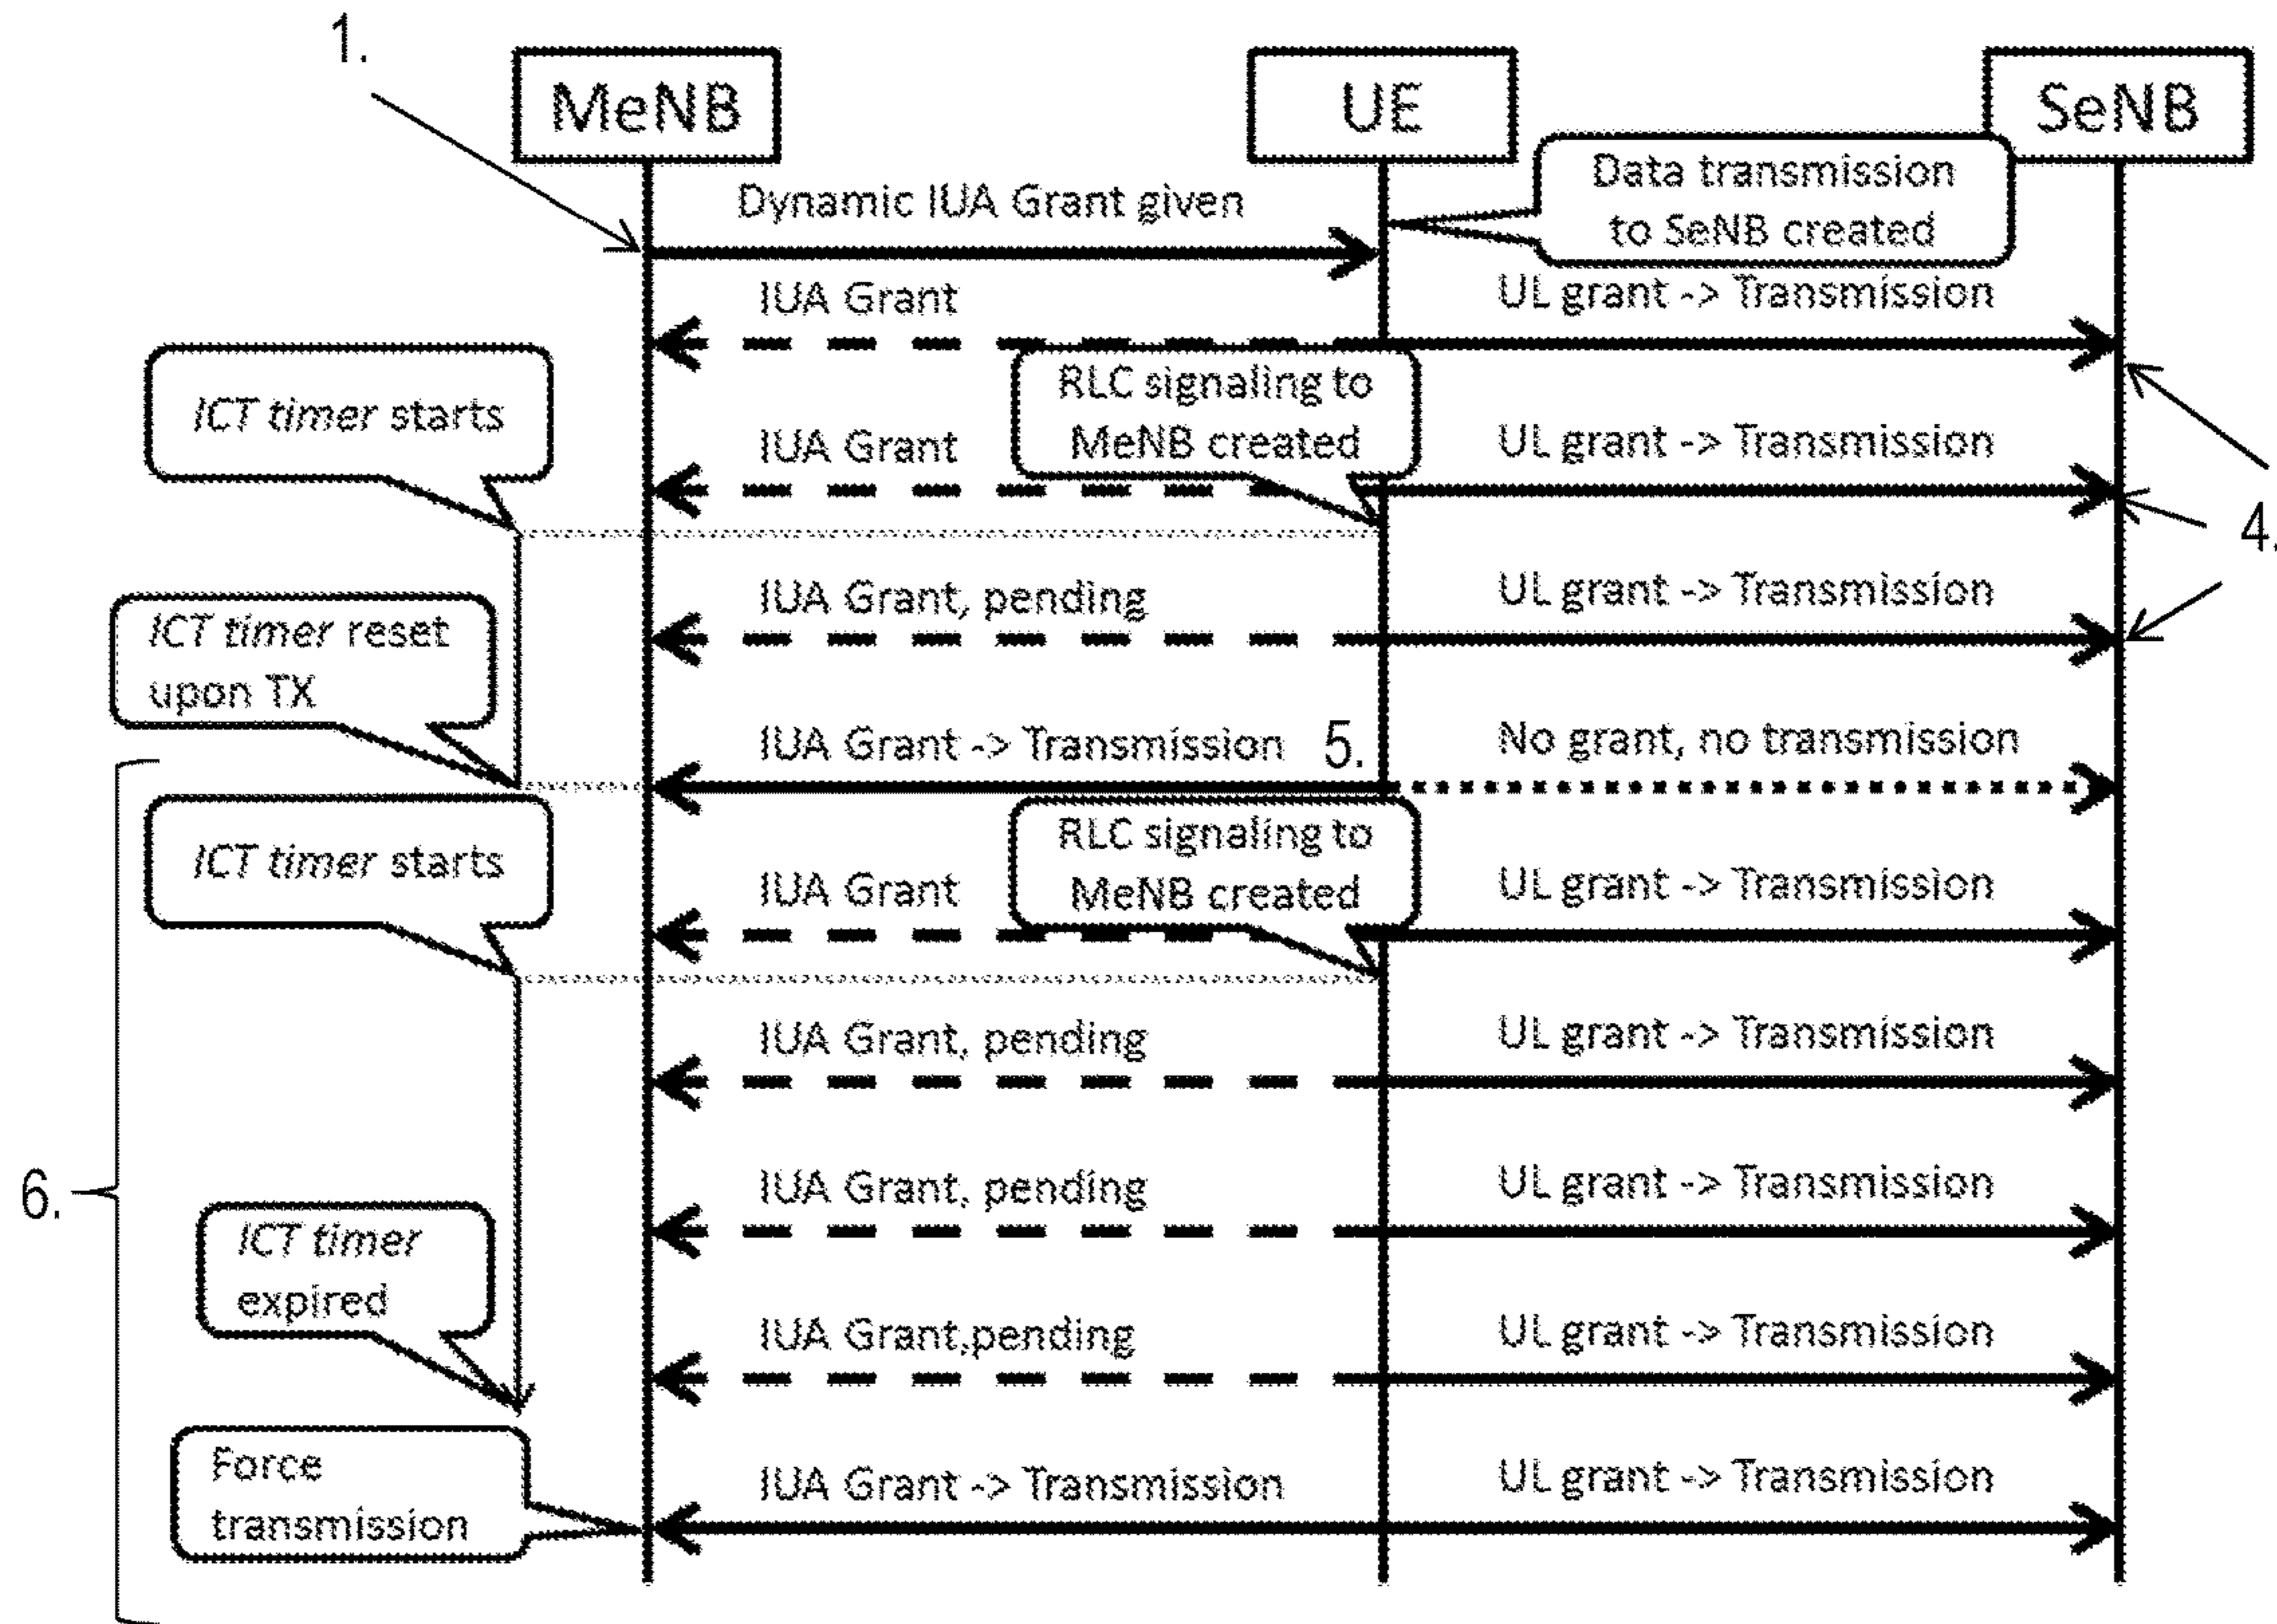 1.
MeNB
UE
SeNB
Dynamic IUA Grant given
Data transmission
to SeNB created
IUA Grant
UL grant -> Transmission
ICT timer starts
RLC signaling to
MeNB created
IUA Grant
UL grant -> Transmission
4.
IUA Grant, pending
UL grant -> Transmission
ICT timer reset
upon TX
IUA Grant -> Transmission
5.
No grant, no transmission
ICT timer starts
RLC signaling to
MeNB created
IUA Grant
UL grant -> Transmission
IUA Grant, pending
UL grant -> Transmission
6.
IUA Grant, pending
UL grant -> Transmission
ICT timer
expired
IUA Grant,pending
UL grant -> Transmission
Force
transmission
IUA Grant -> Transmission
UL grant -> Transmission